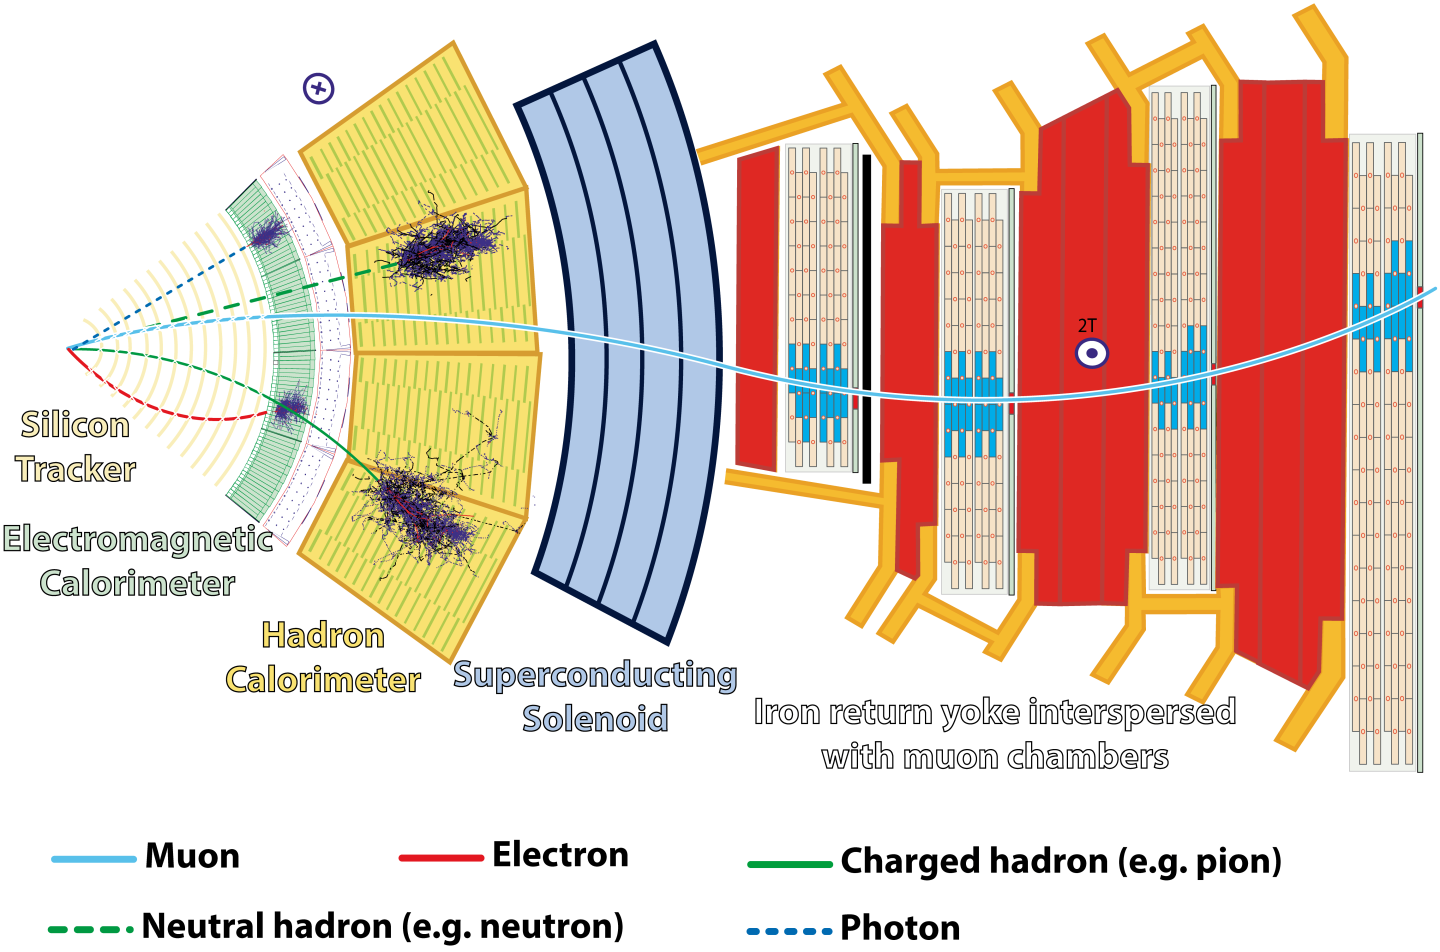 2T
Silicon
Tracker
Electromagnetic
Calorimeter
Hadron
Calorimeter
Superconducting
Solenoid
Iron return yoke interspersed
with muon chambers
Muon
Electron
Charged hadron (e.g. pion)
Neutral hadron (e.g. neutron)
Photon